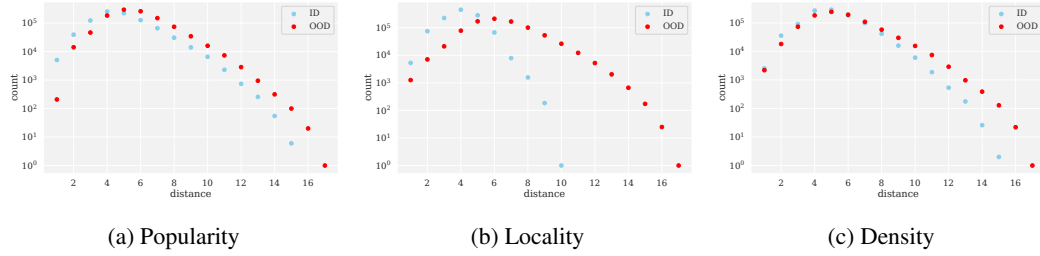 10^5
10^4
10^3
10^2
10^1
10^0
count
2 4 6 8 10 12 14 16
distance
ID
OOD
(a) Popularity
10^5
10^4
10^3
10^2
10^1
10^0
count
2 4 6 8 10 12 14 16
distance
ID
OOD
(b) Locality
10^5
10^4
10^3
10^2
10^1
10^0
count
2 4 6 8 10 12 14 16
distance
ID
OOD
(c) Density